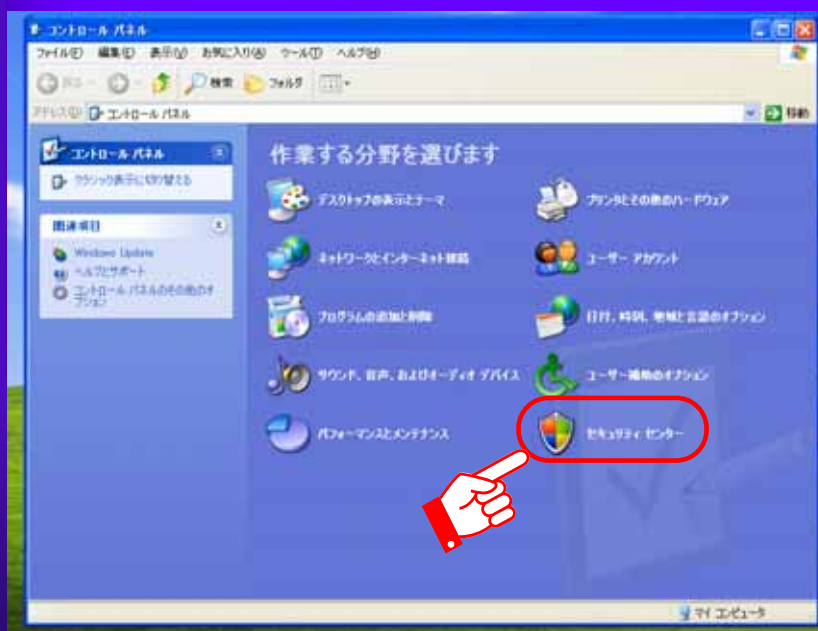 コントロール パネル
ファイル(F) 編集(E) 表示(V) お気に入り(A) ツール(T) ヘルプ(H)
戻る 検索 フォルダ
アドレス(D) コントロール パネル 移動
コントロール パネル
クラシック表示に切り替える
関連項目
Windows Update
ヘルプとサポート
コントロール パネルのその他のオ
プション
作業する分野を選びます
デスクトップの表示とテーマ
プリンタとその他のハードウェア
ネットワークとインターネット接続
ユーザー アカウント
プログラムの追加と削除
日付、時刻、地域と言語のオプション
サウンド、音声、およびオーディオ デバイス
ユーザー補助のオプション
パフォーマンスとメンテナンス
セキュリティ センター
マイ コンピュータ